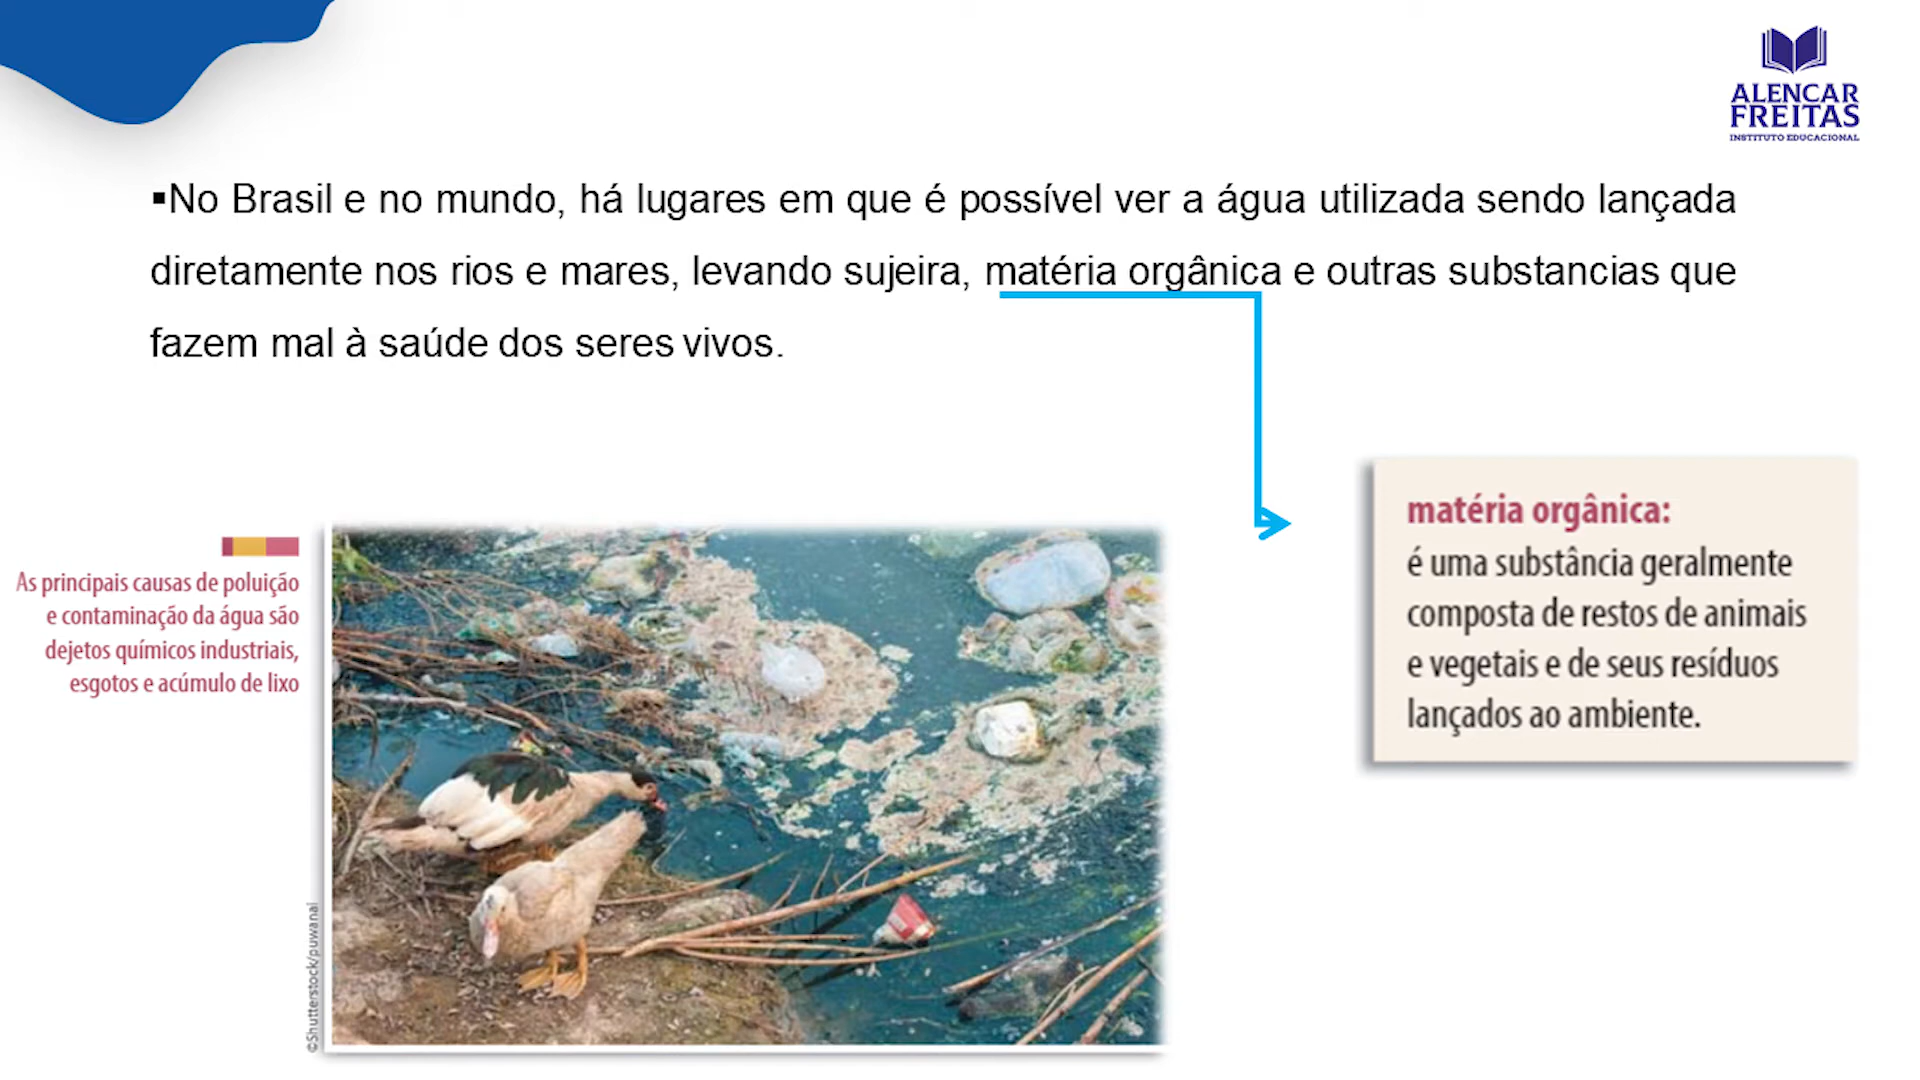 ALENCAR
FREITAS
INSTITUTO EDUCACIONAL
▪No Brasil e no mundo, há lugares em que é possível ver a água utilizada sendo lançada
diretamente nos rios e mares, levando sujeira, matéria orgânica e outras substancias que
fazem mal à saúde dos seres vivos.
As principais causas de poluição
e contaminação da água são
dejetos químicos industriais,
esgotos e acúmulo de lixo
©Shutterstock/puwanai
matéria orgânica:
é uma substância geralmente
composta de restos de animais
e vegetais e de seus resíduos
lançados ao ambiente.